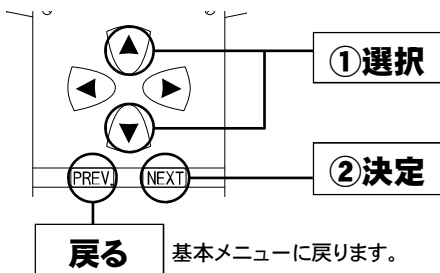 ①選択
PREV.
NEXT
②決定
戻る
基本メニューに戻ります。